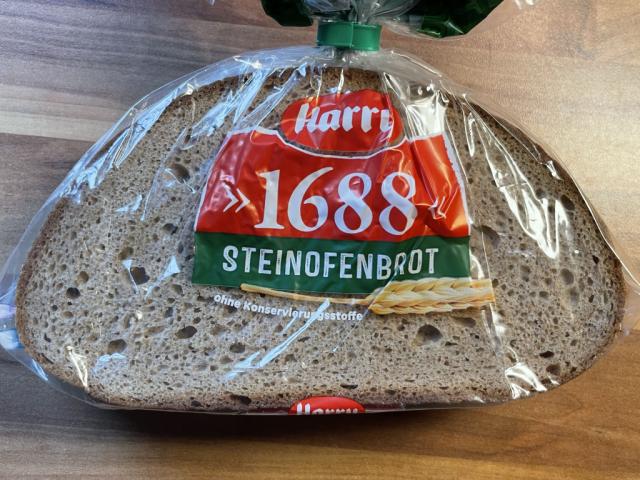 Harry
» 1688 «
STEINOFENBROT
ohne Konservierungsstoffe
Harry